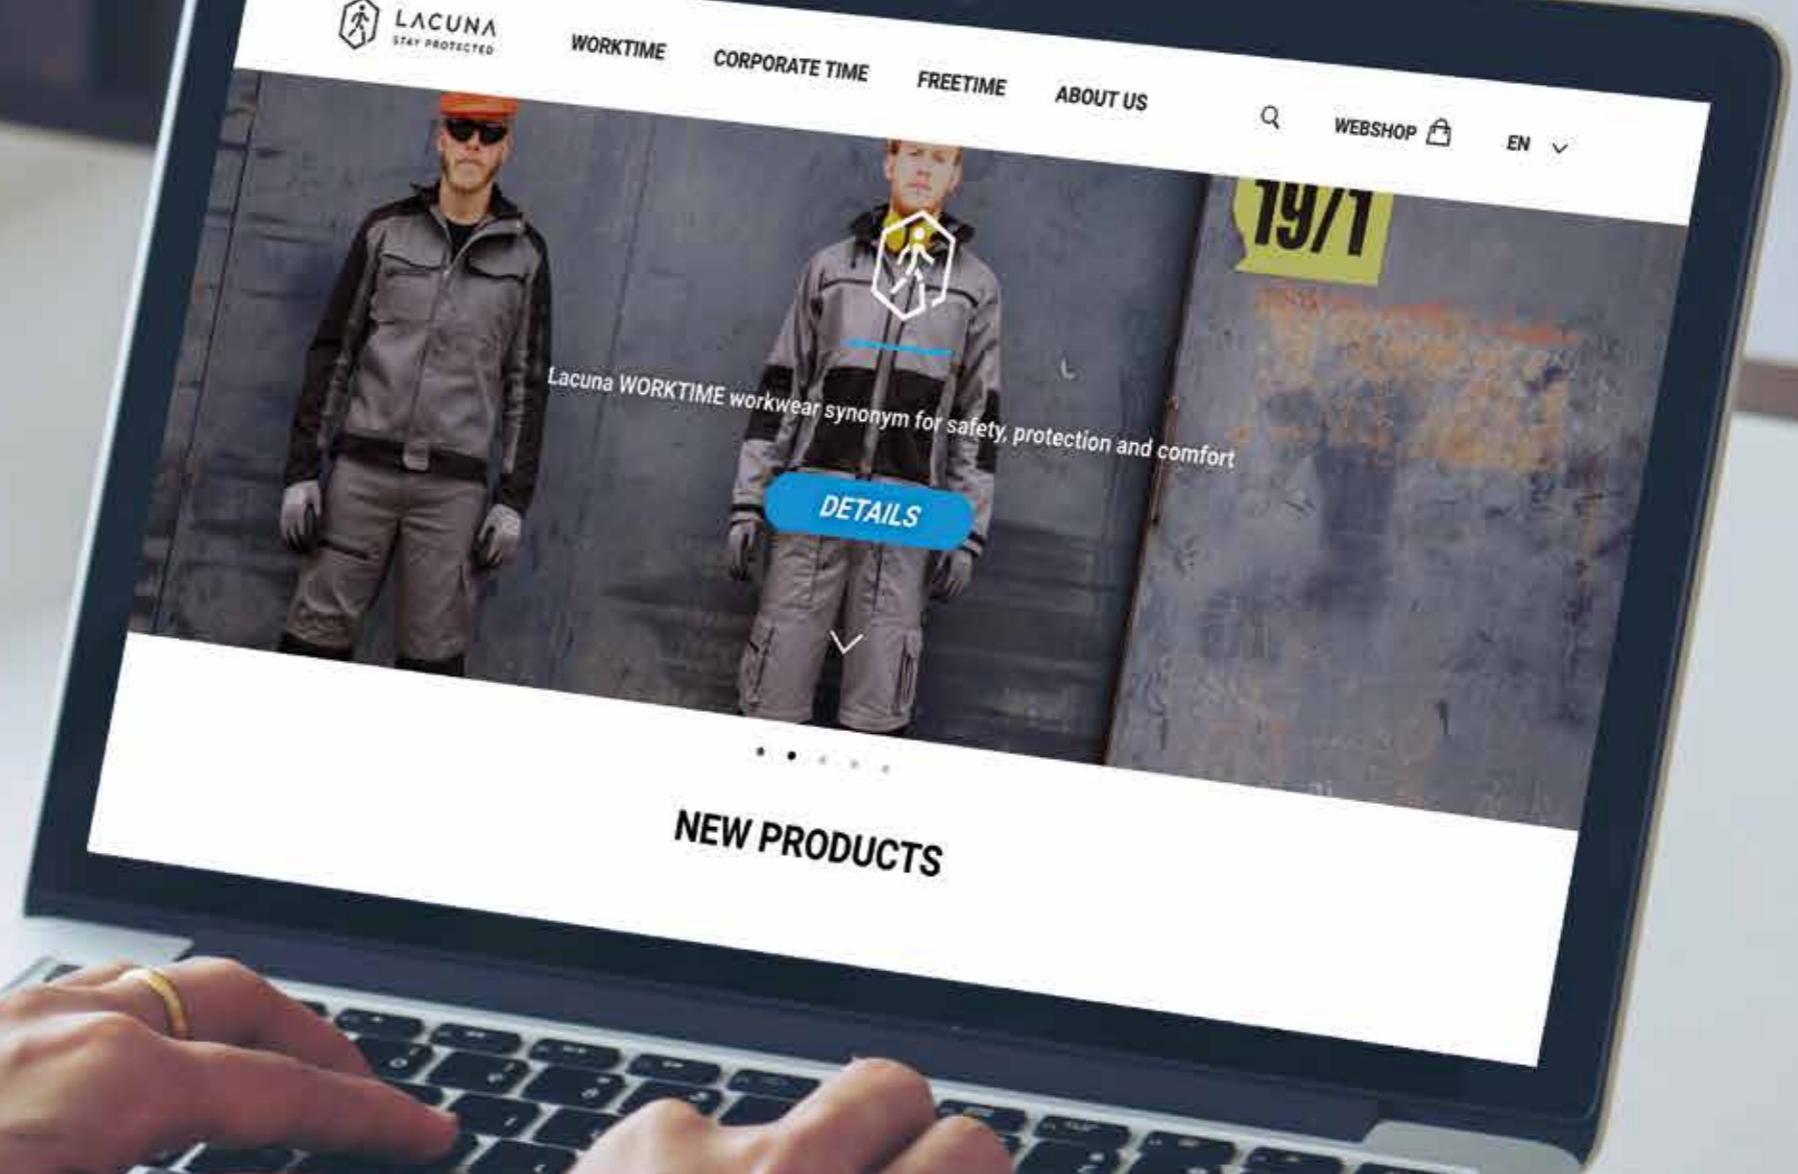 LACUNA
STAY PROTECTED
WORKTIME
CORPORATE TIME
FREETIME
ABOUT US
WEBSHOP
EN
Lacuna WORKTIME workwear synonym for safety, protection and comfort
DETAILS
NEW PRODUCTS